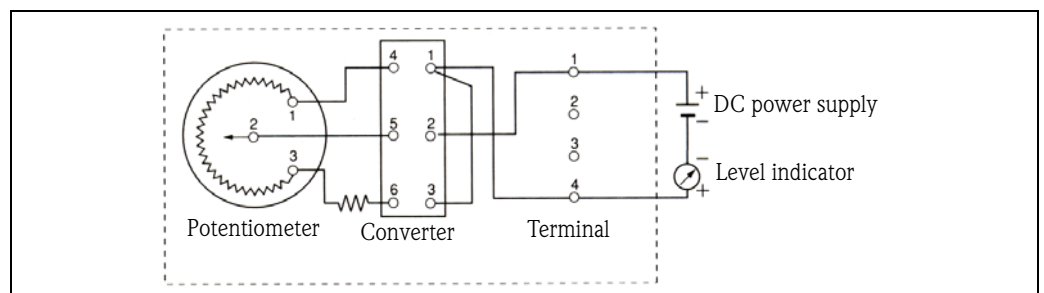 4 1 1
+ DC power supply
1 2
2 5 2 −
3 3 −
Level indicator
6 3 4 +
Potentiometer Converter Terminal